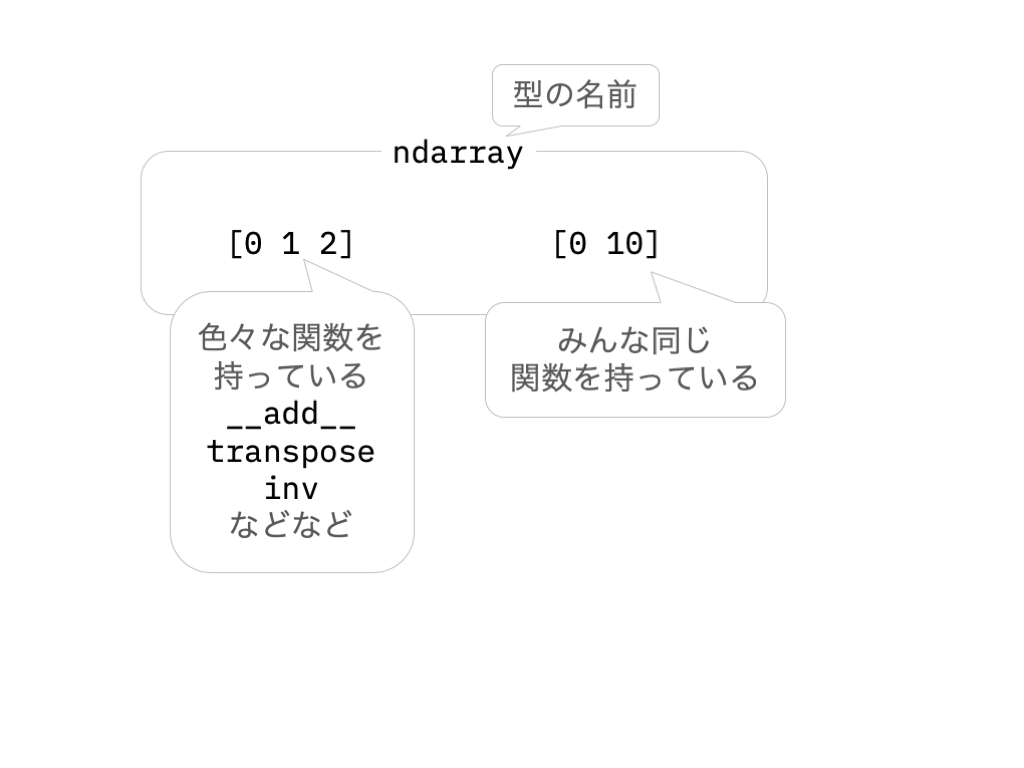 型の名前
ndarray
[0 1 2]
[0 10]
色々な関数を
持っている
__add__
transpose
inv
などなど
みんな同じ
関数を持っている